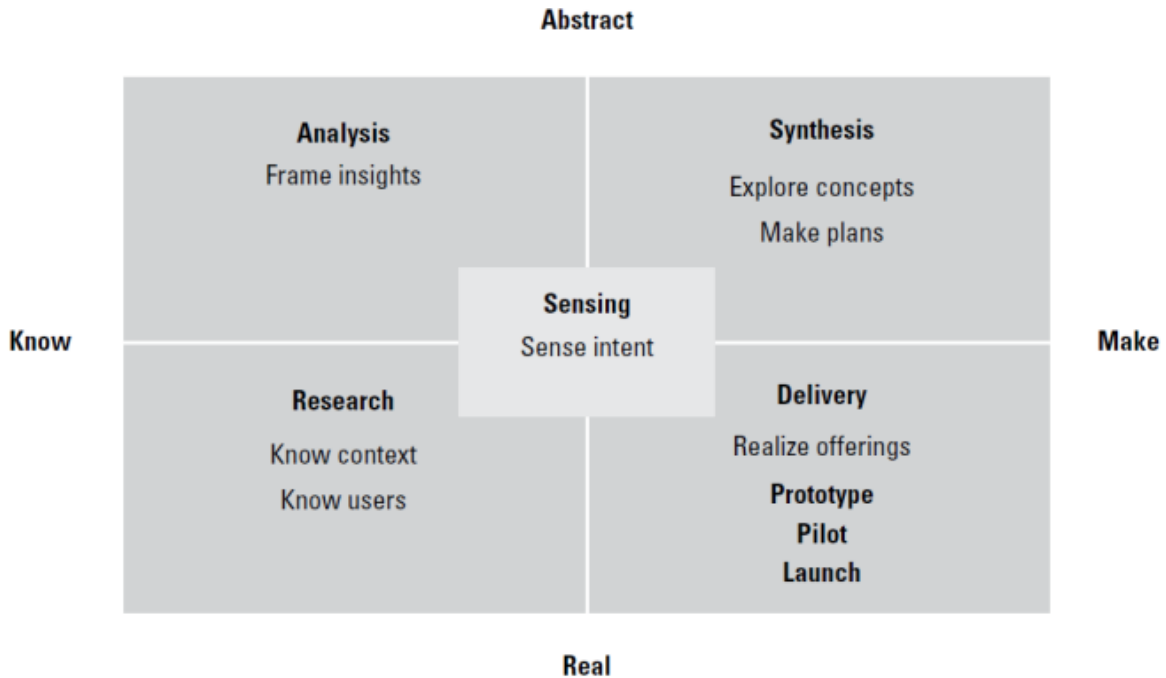 Abstract
Analysis
Frame insights
Synthesis
Explore concepts
Make plans
Sensing
Sense intent
Know
Make
Research
Know context
Know users
Delivery
Realize offerings
Prototype
Pilot
Launch
Real